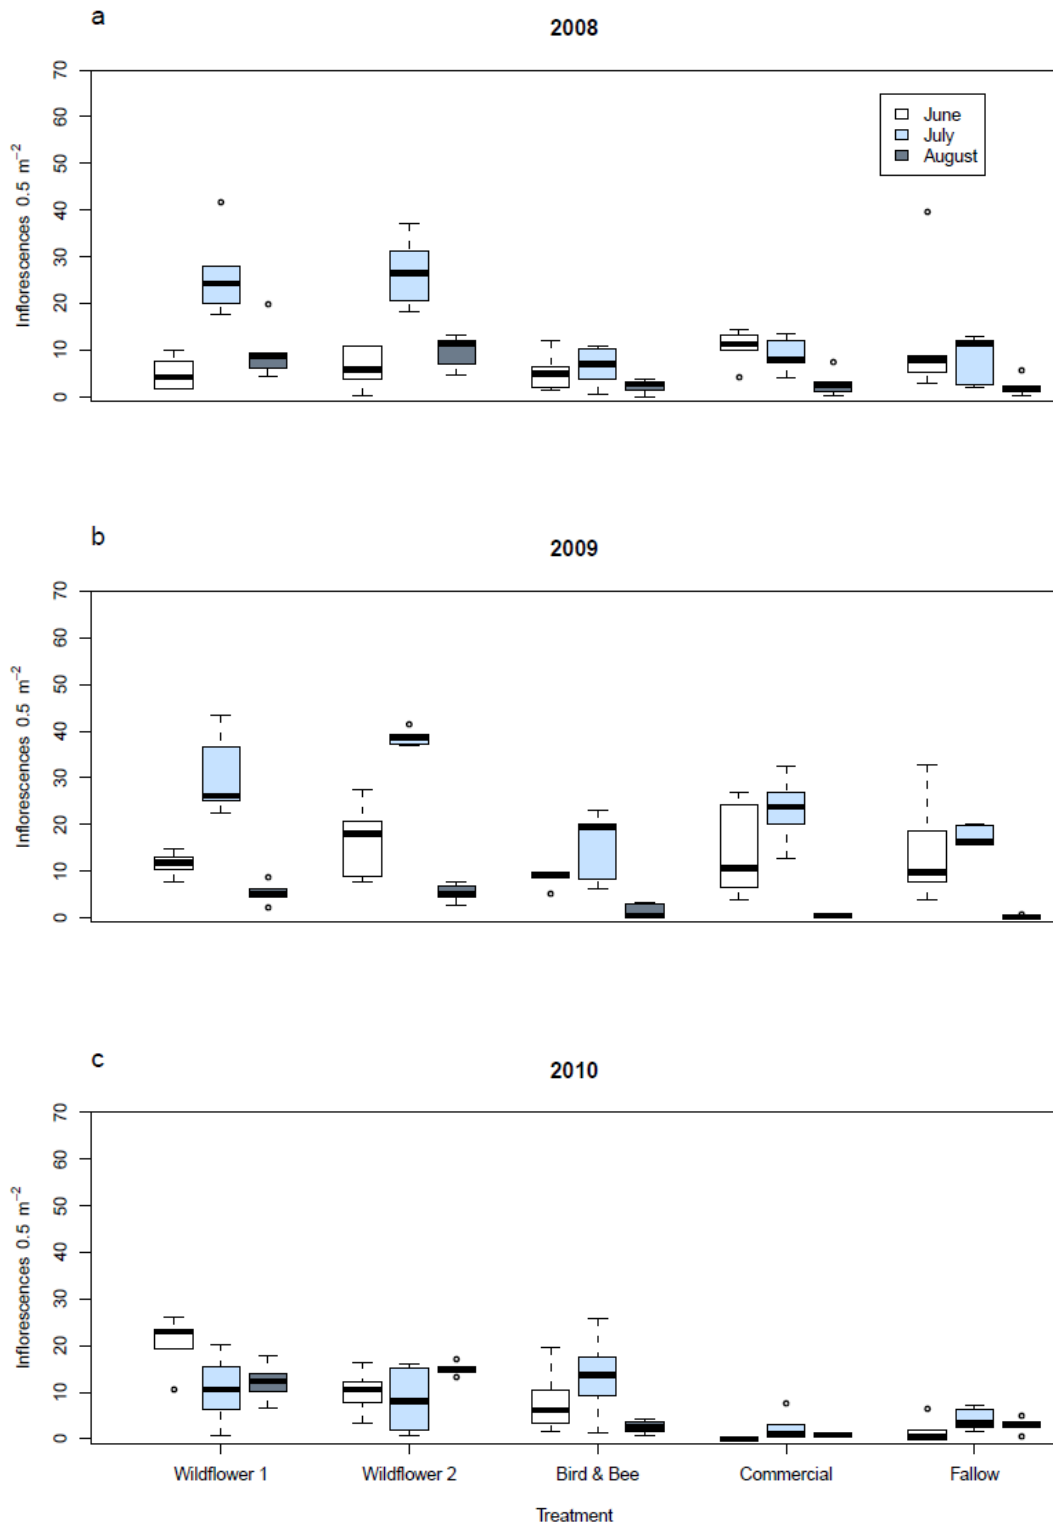 a
2008
70
60
50
40
30
20
10
0
Inflorescences 0.5 m⁻²
June
July
August
b
2009
70
60
50
40
30
20
10
0
Inflorescences 0.5 m⁻²
c
2010
70
60
50
40
30
20
10
0
Inflorescences 0.5 m⁻²
Wildflower 1 Wildflower 2 Bird & Bee Commercial Fallow
Treatment